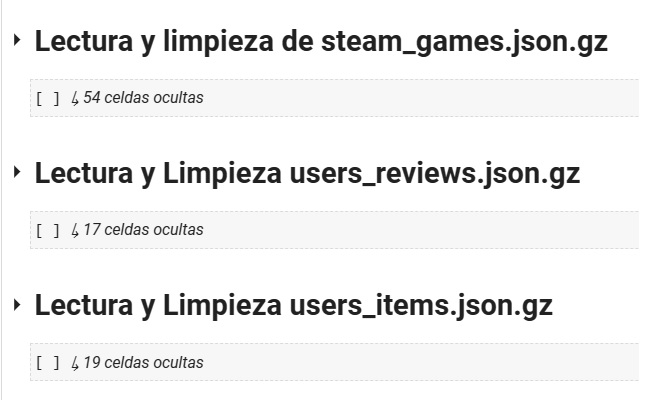 Lectura y limpieza de steam_games.json.gz
[ ] ↳ 54 celdas ocultas
Lectura y Limpieza users_reviews.json.gz
[ ] ↳ 17 celdas ocultas
Lectura y Limpieza users_items.json.gz
[ ] ↳ 19 celdas ocultas